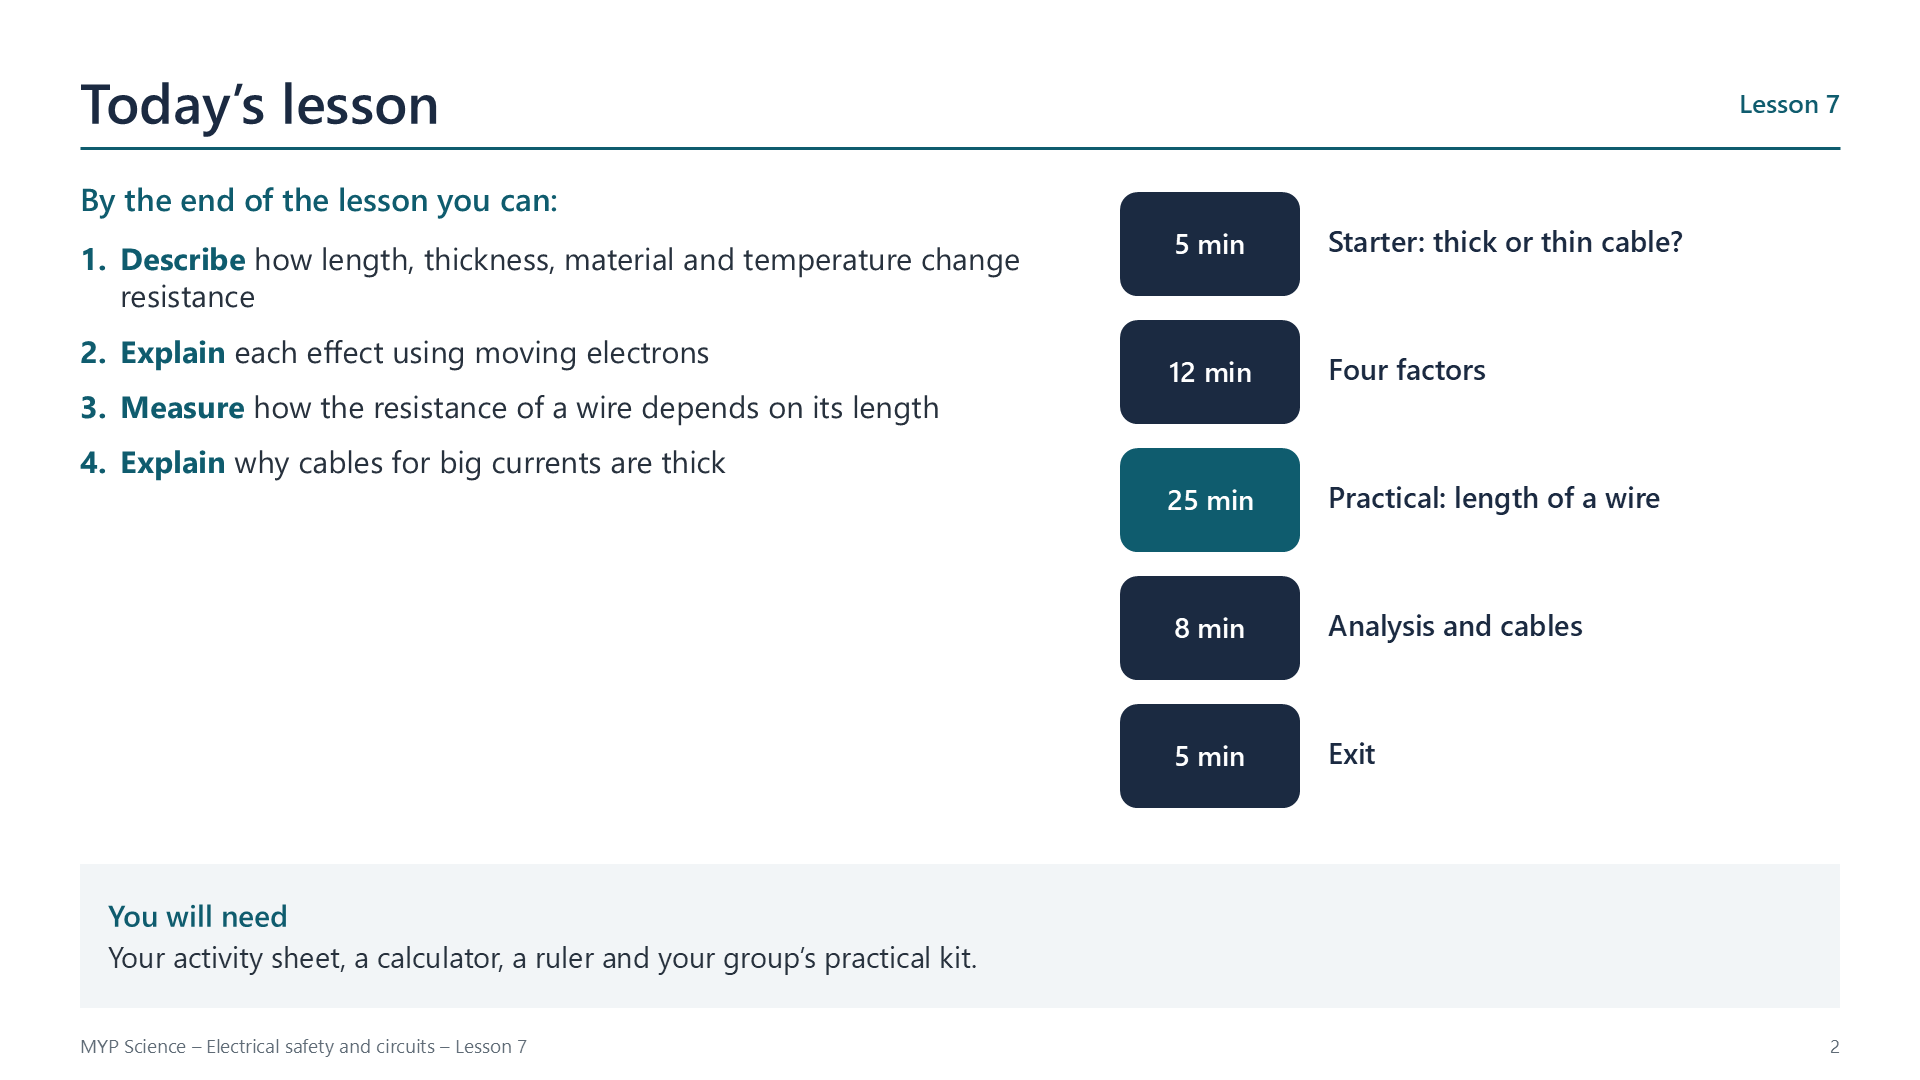 Today’s lesson
Lesson 7
By the end of the lesson you can:
1. Describe how length, thickness, material and temperature change
resistance
2. Explain each effect using moving electrons
3. Measure how the resistance of a wire depends on its length
4. Explain why cables for big currents are thick
5 min
Starter: thick or thin cable?
12 min
Four factors
25 min
Practical: length of a wire
8 min
Analysis and cables
5 min
Exit
You will need
Your activity sheet, a calculator, a ruler and your group’s practical kit.
MYP Science – Electrical safety and circuits – Lesson 7
2